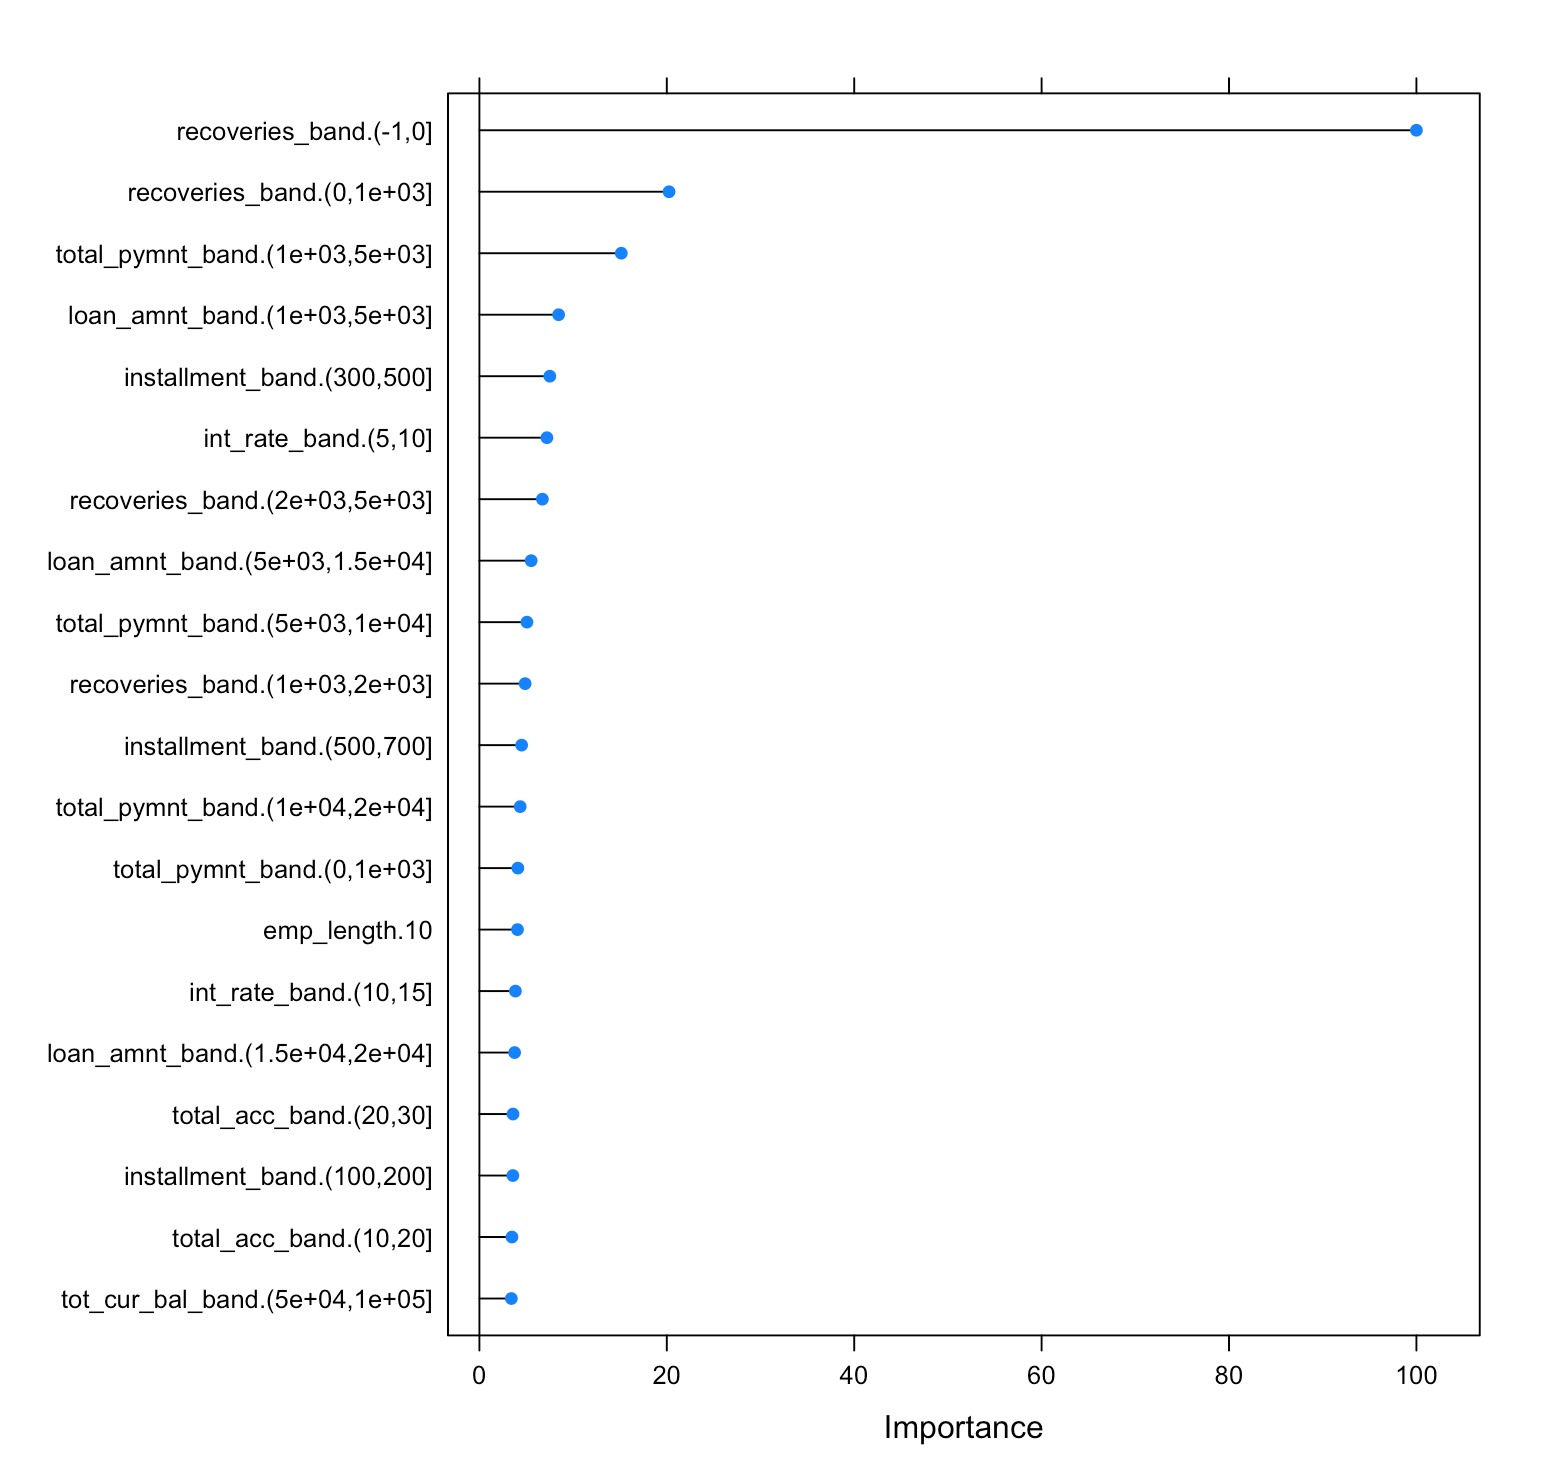 recoveries_band.(-1,0]
recoveries_band.(0,1e+03]
total_pymnt_band.(1e+03,5e+03]
loan_amnt_band.(1e+03,5e+03]
installment_band.(300,500]
int_rate_band.(5,10]
recoveries_band.(2e+03,5e+03]
loan_amnt_band.(5e+03,1.5e+04]
total_pymnt_band.(5e+03,1e+04]
recoveries_band.(1e+03,2e+03]
installment_band.(500,700]
total_pymnt_band.(1e+04,2e+04]
total_pymnt_band.(0,1e+03]
emp_length.10
int_rate_band.(10,15]
loan_amnt_band.(1.5e+04,2e+04]
total_acc_band.(20,30]
installment_band.(100,200]
total_acc_band.(10,20]
tot_cur_bal_band.(5e+04,1e+05]
0 20 40 60 80 100
Importance